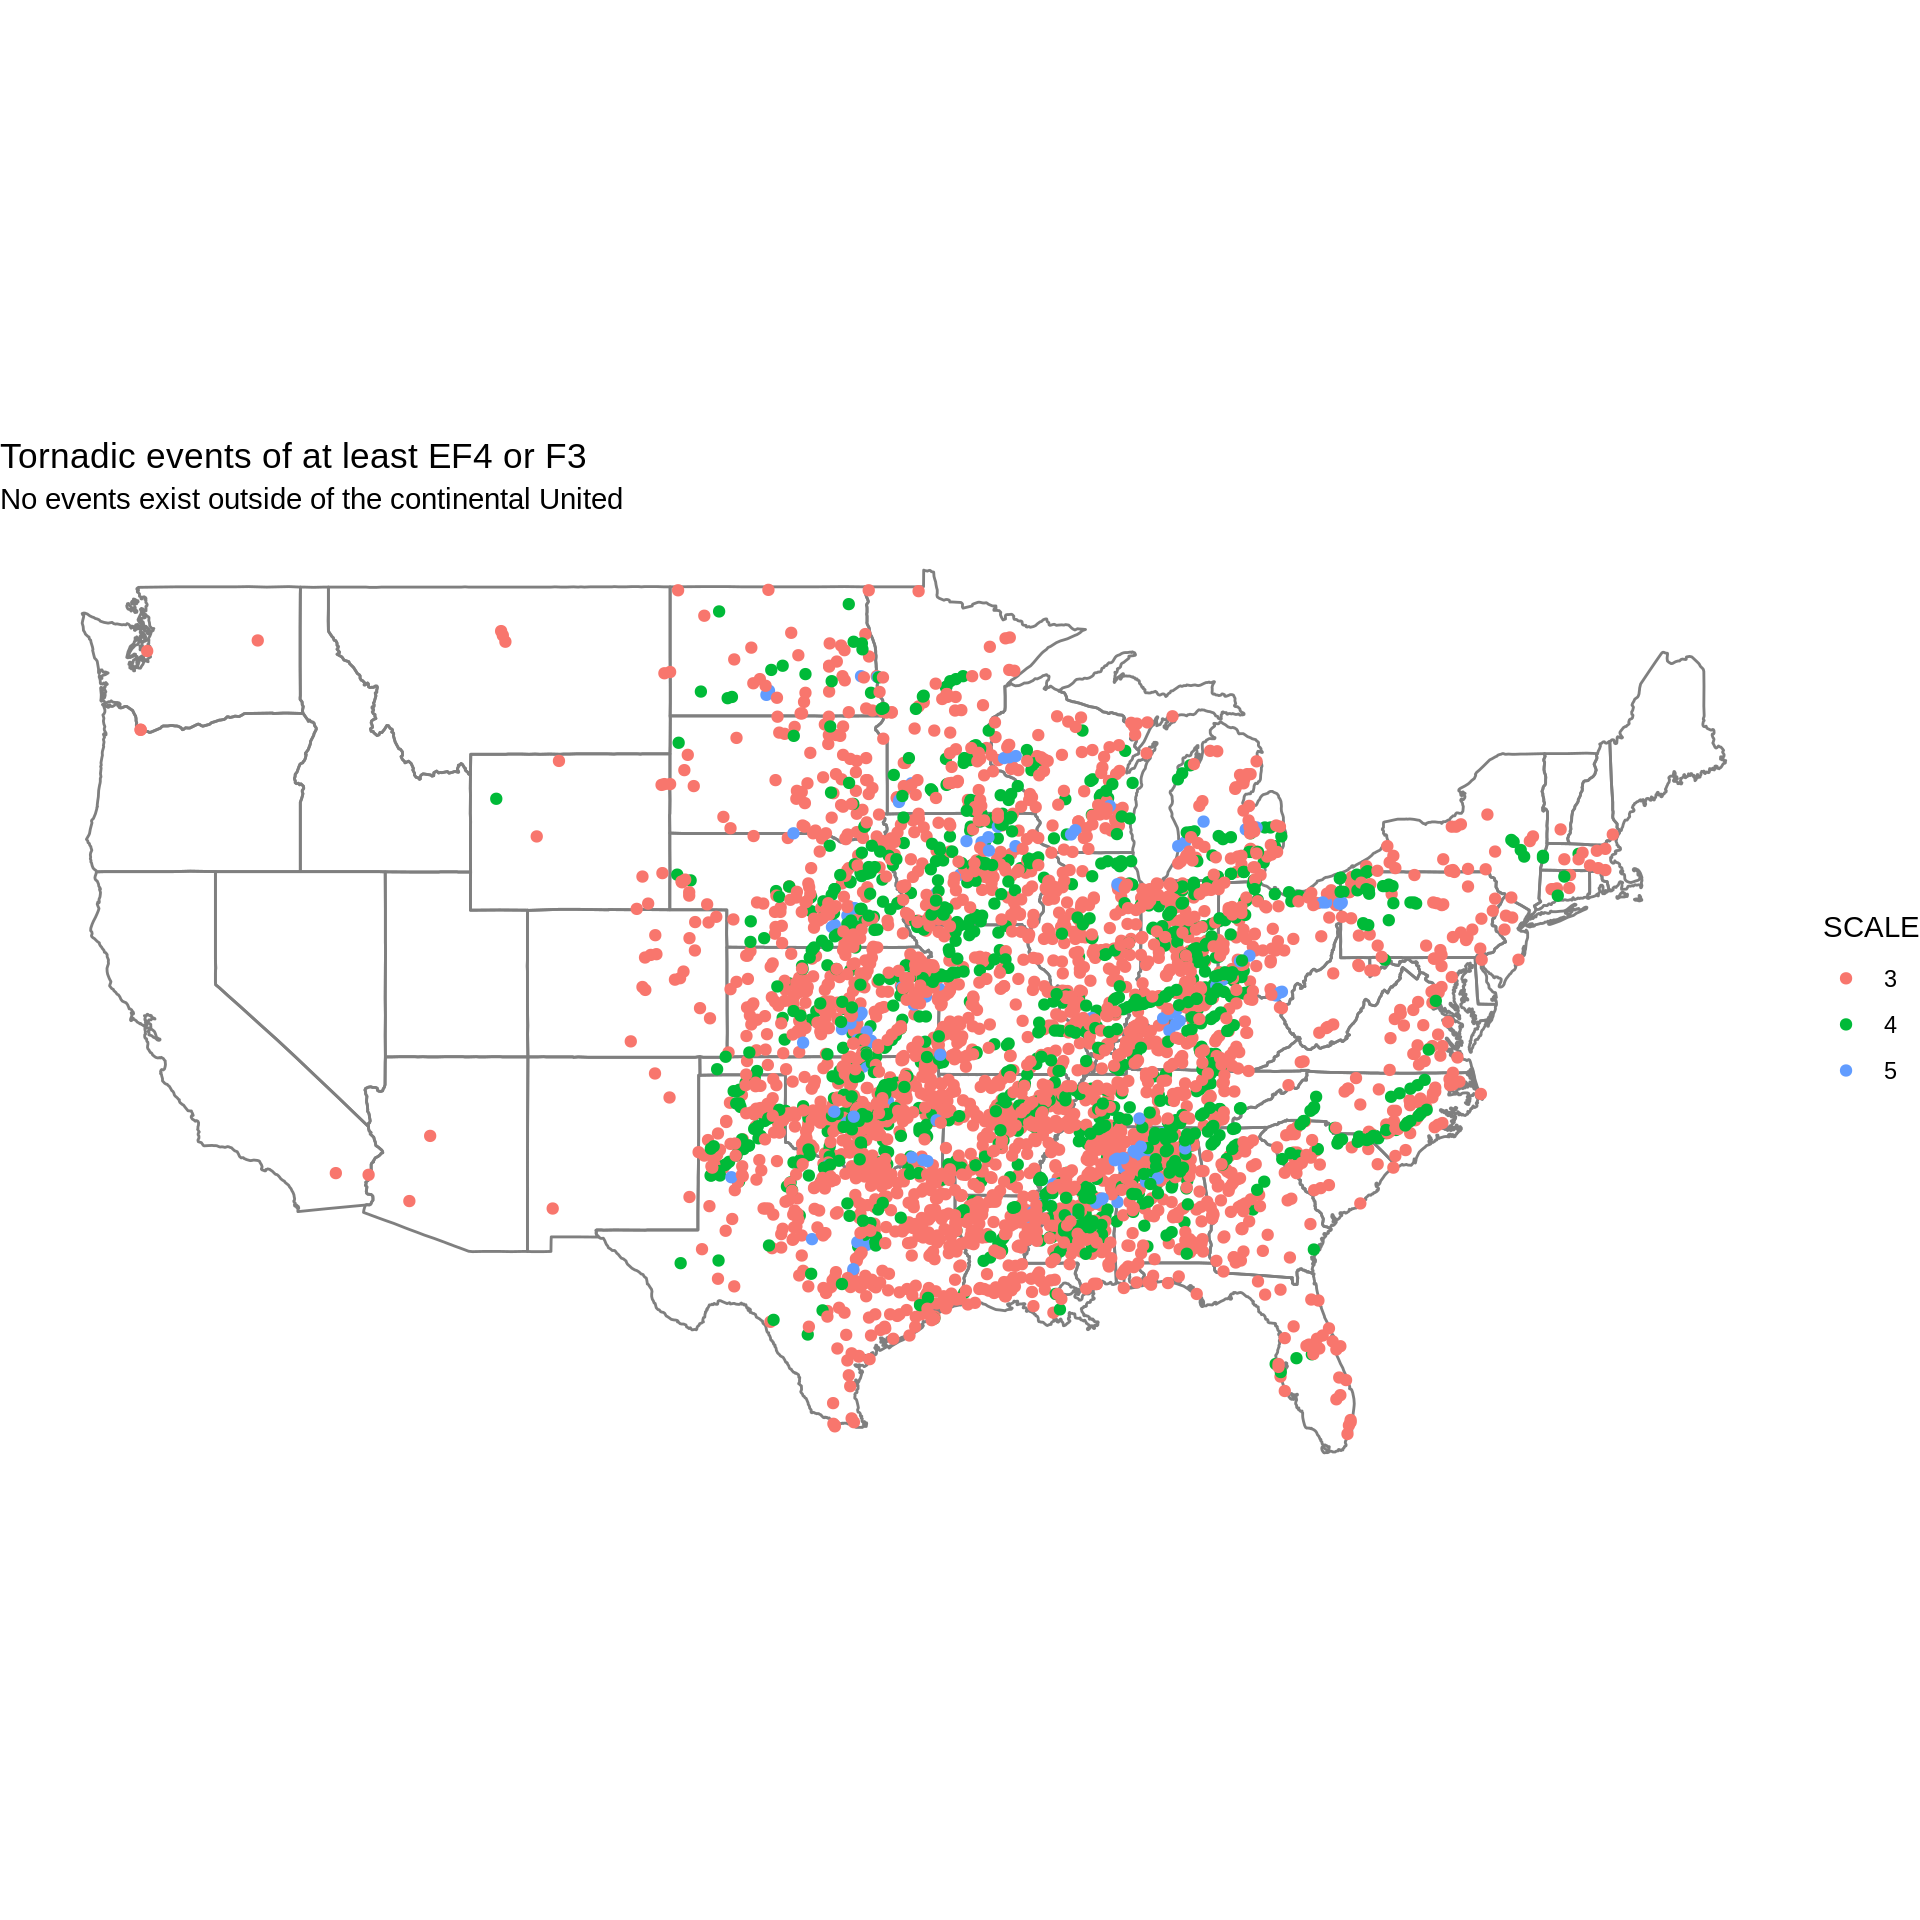 Tornadic events of at least EF4 or F3
No events exist outside of the continental United
SCALE
3
4
5